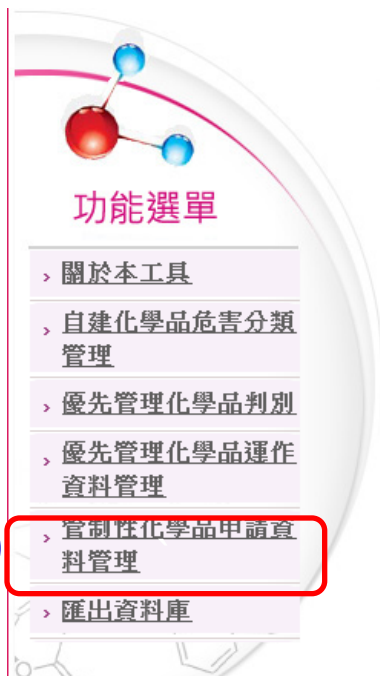 功能選單
關於本工具
自建化學品危害分類
管理
優先管理化學品判別
優先管理化學品運作
資料管理
管制性化學品申請資
料管理
匯出資料庫